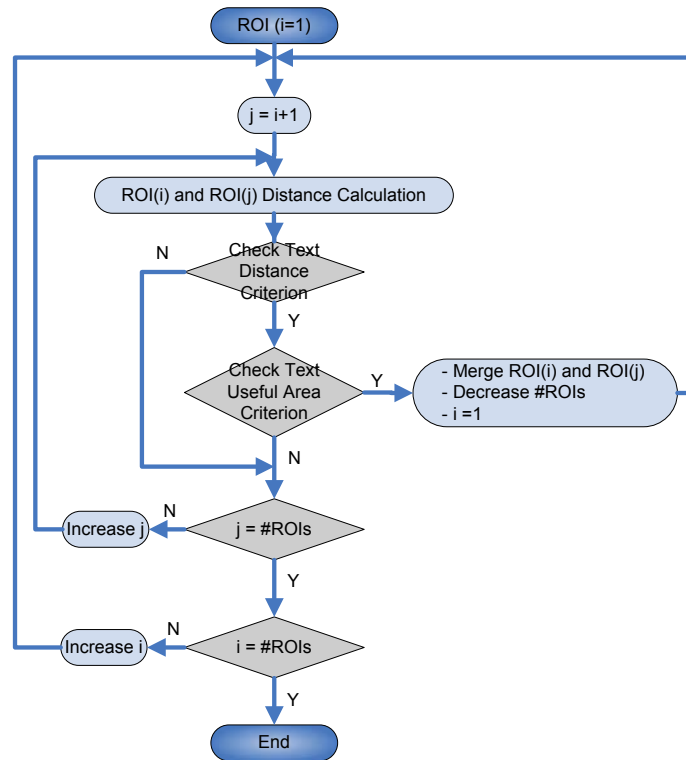 ROI (i=1)
j = i+1
ROI(i) and ROI(j) Distance Calculation
N
Check Text
Distance
Criterion
Y
Check Text
Useful Area
Criterion
Y
- Merge ROI(i) and ROI(j)
- Decrease #ROIs
- i =1
N
Increase j
N
j = #ROIs
Y
Increase i
N
i = #ROIs
Y
End